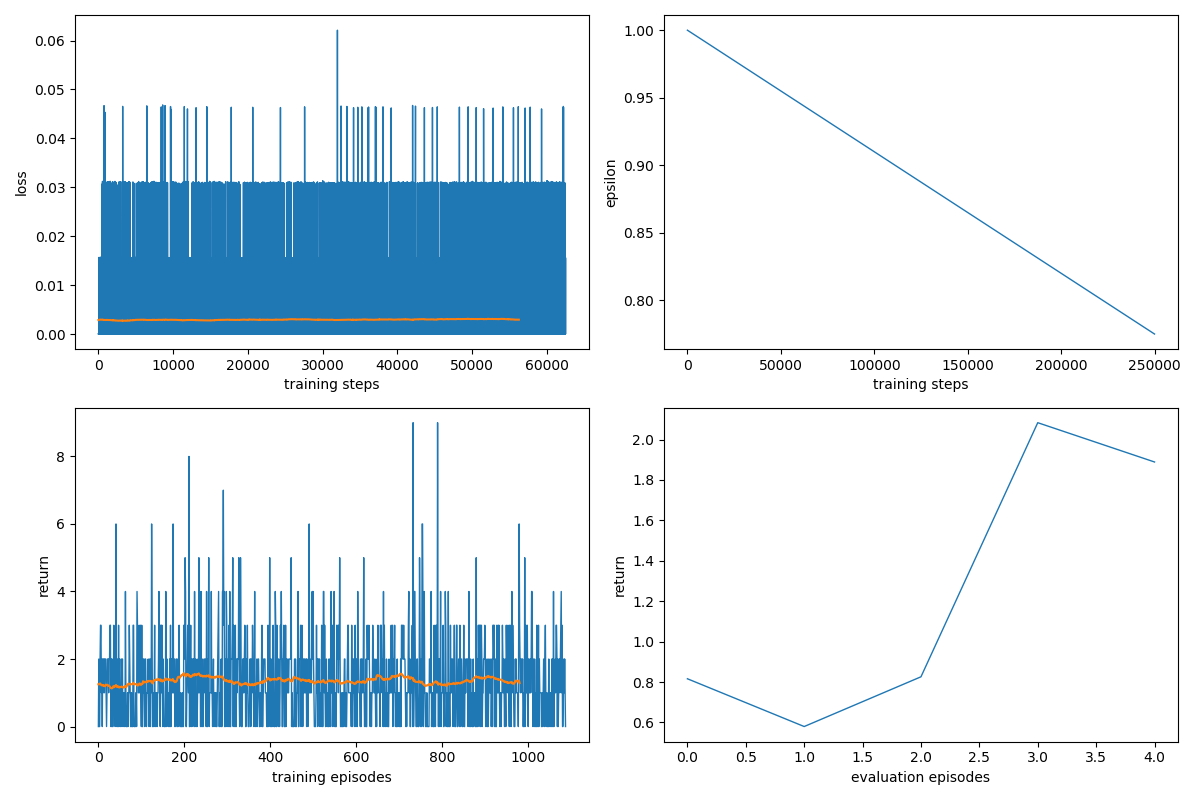 0.06
0.05
0.04
0.03
0.02
0.01
0.00
loss
0 10000 20000 30000 40000 50000 60000
training steps
1.00
0.95
0.90
0.85
0.80
epsilon
0 50000 100000 150000 200000 250000
training steps
8
6
4
2
0
return
0 200 400 600 800 1000
training episodes
2.0
1.8
1.6
1.4
1.2
1.0
0.8
0.6
return
0.0 0.5 1.0 1.5 2.0 2.5 3.0 3.5 4.0
evaluation episodes